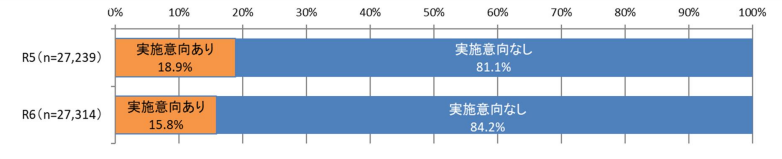 0% 10% 20% 30% 40% 50% 60% 70% 80% 90% 100%
R5(n=27,239)
実施意向あり 実施意向なし
18.9% 81.1%
R6(n=27,314)
実施意向あり 実施意向なし
15.8% 84.2%